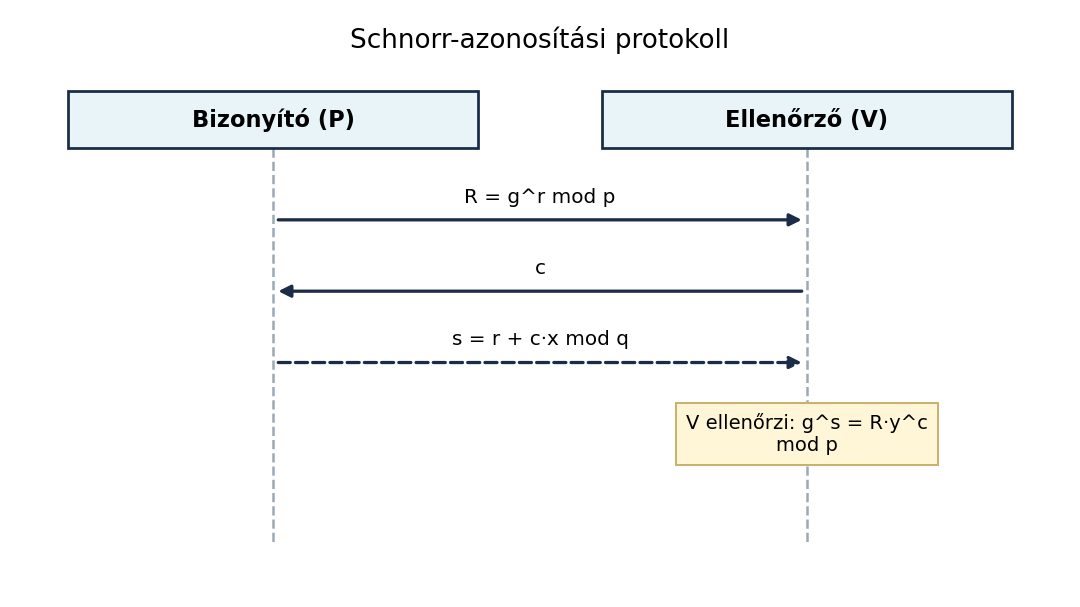 Schnorr-azonosítási protokoll
Bizonyító (P)
Ellenőrző (V)
R = g^r mod p
c
s = r + c·x mod q
V ellenőrzi: g^s = R·y^c
mod p